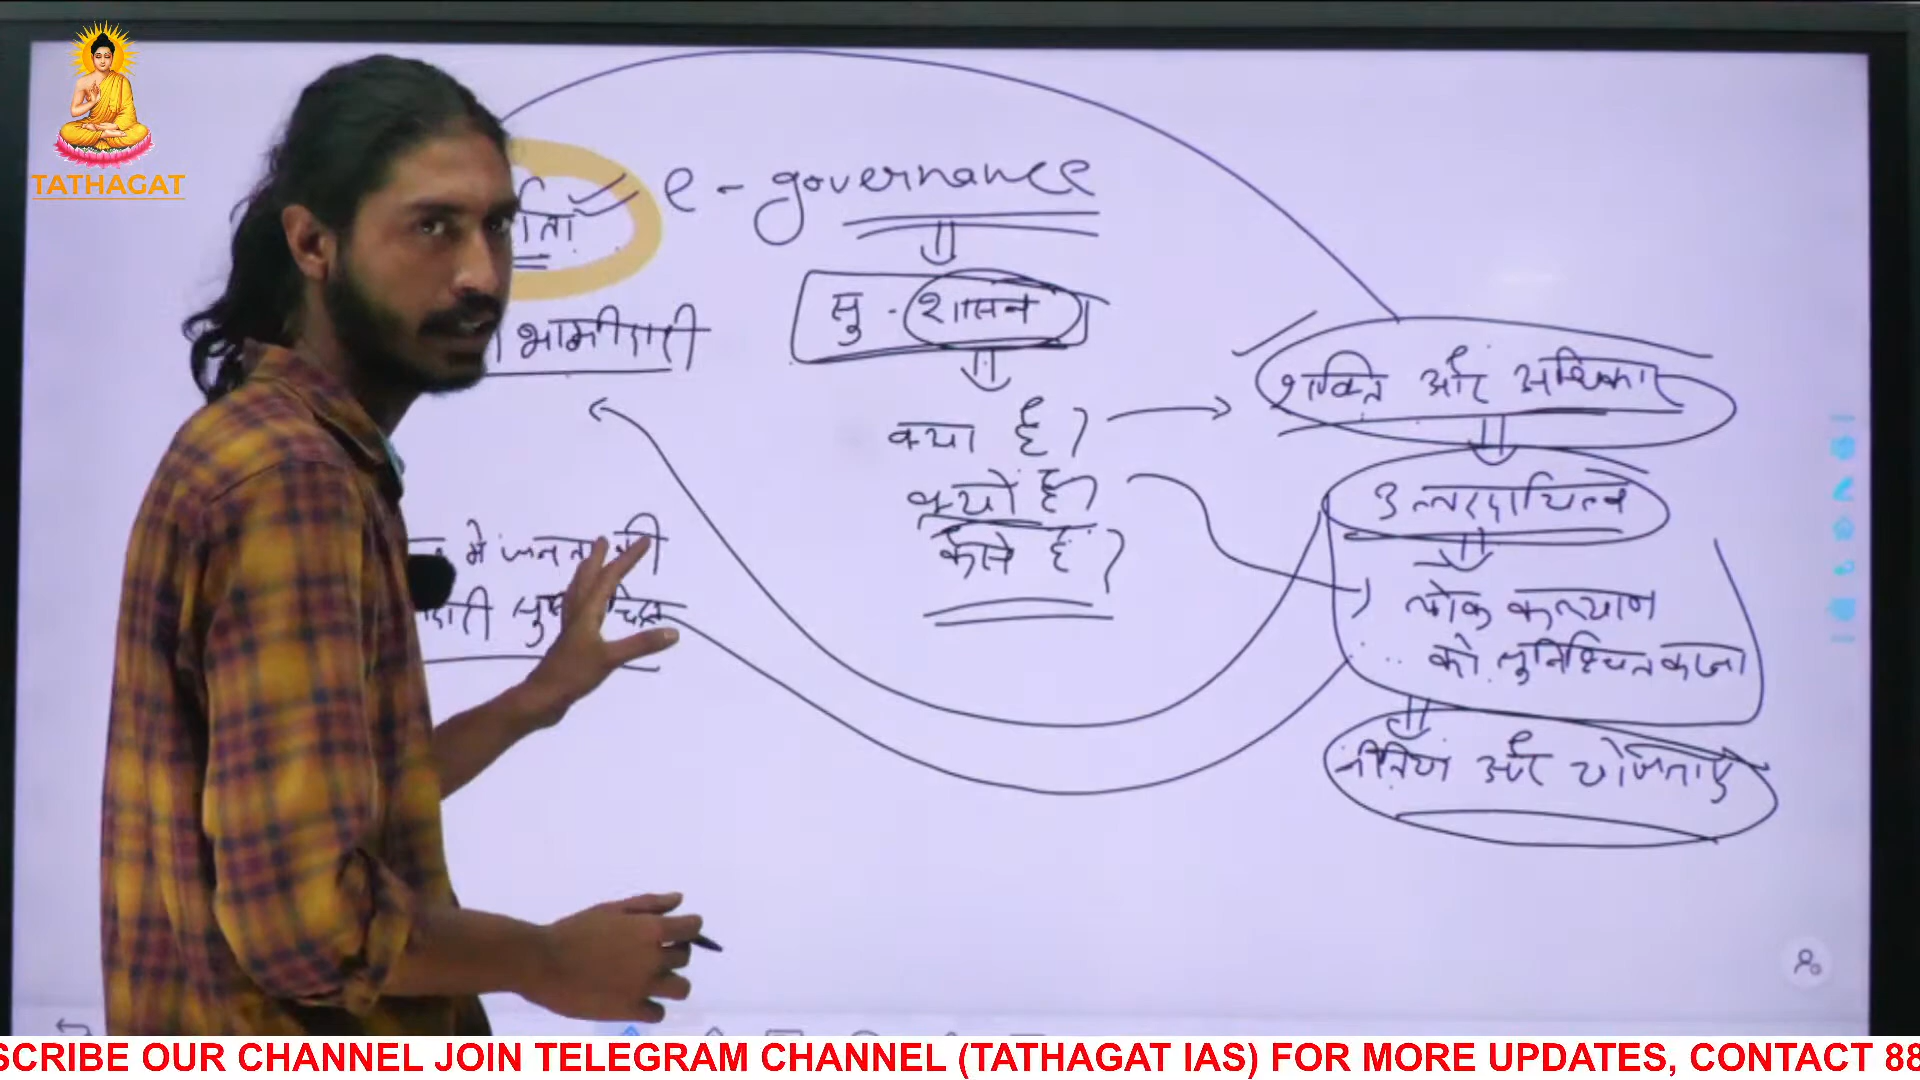 TATHAGAT
e - governance
सु - शासन
भागीदारी
शक्ति और अधिकार
क्या है ?
क्यों है ?
कैसे है ?
उत्तरदायित्व
में जनता की
लोक कल्याण
को सुनिश्चित करना
नीतियां और योजनाएं
SCRIBE OUR CHANNEL JOIN TELEGRAM CHANNEL (TATHAGAT IAS) FOR MORE UPDATES, CONTACT 88